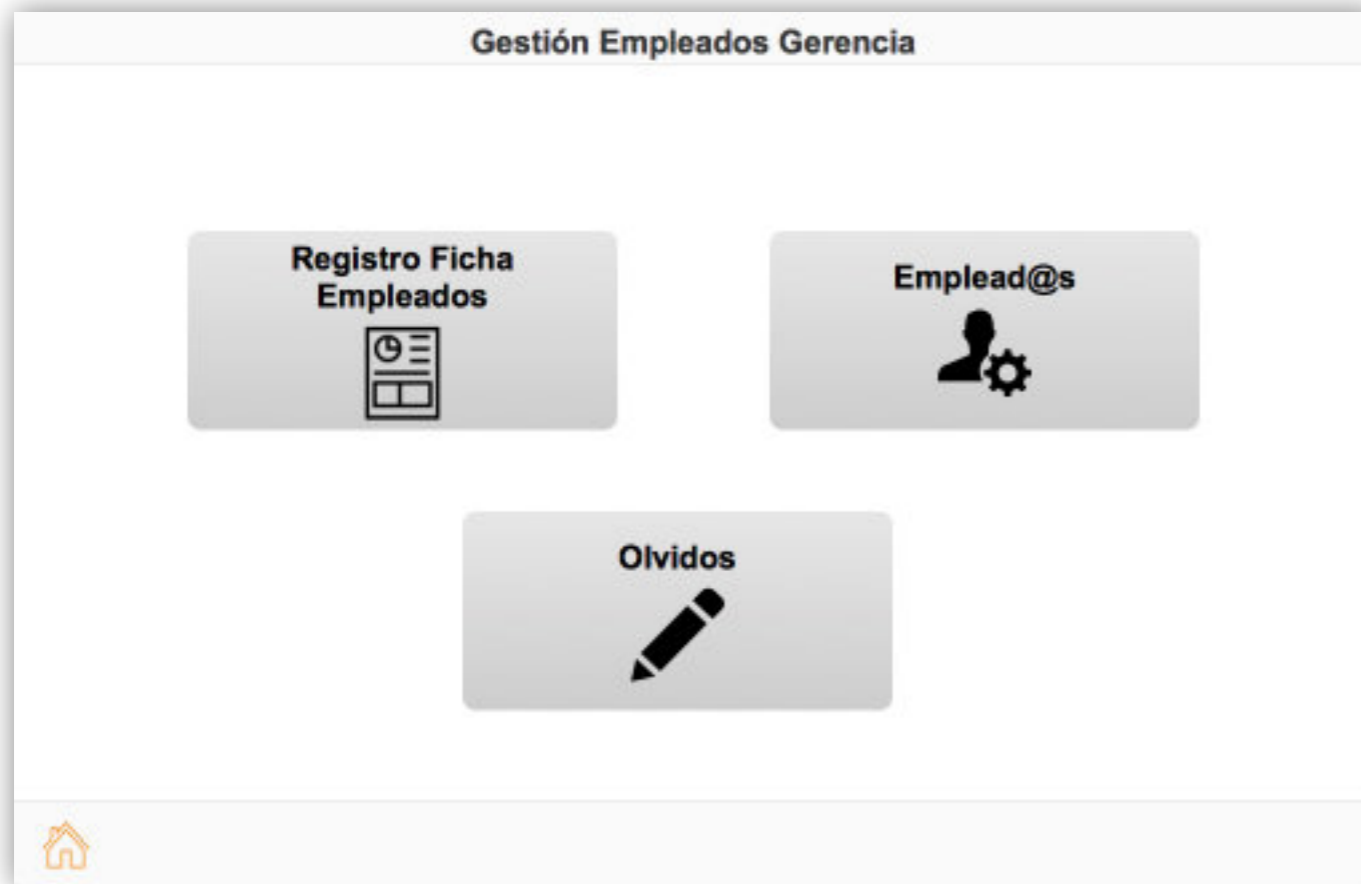 Gestión Empleados Gerencia
Registro Ficha
Empleados
Emplead@s
Olvidos